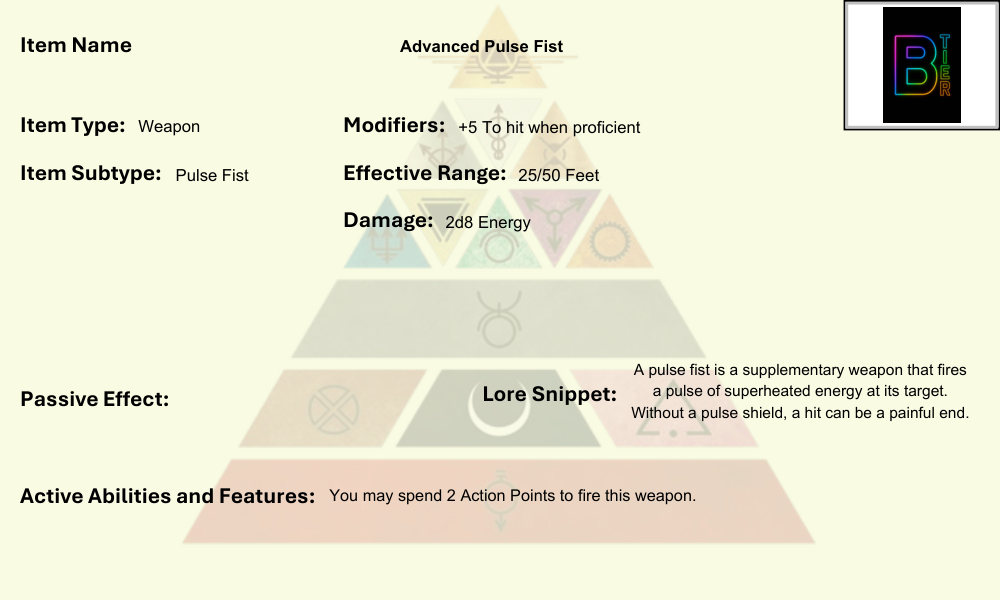 Item Name
Advanced Pulse Fist
B TIER
Item Type: Weapon
Modifiers: +5 To hit when proficient
Item Subtype: Pulse Fist
Effective Range: 25/50 Feet
Damage: 2d8 Energy
Passive Effect:
Lore Snippet:
A pulse fist is a supplementary weapon that fires
a pulse of superheated energy at its target.
Without a pulse shield, a hit can be a painful end.
Active Abilities and Features: You may spend 2 Action Points to fire this weapon.